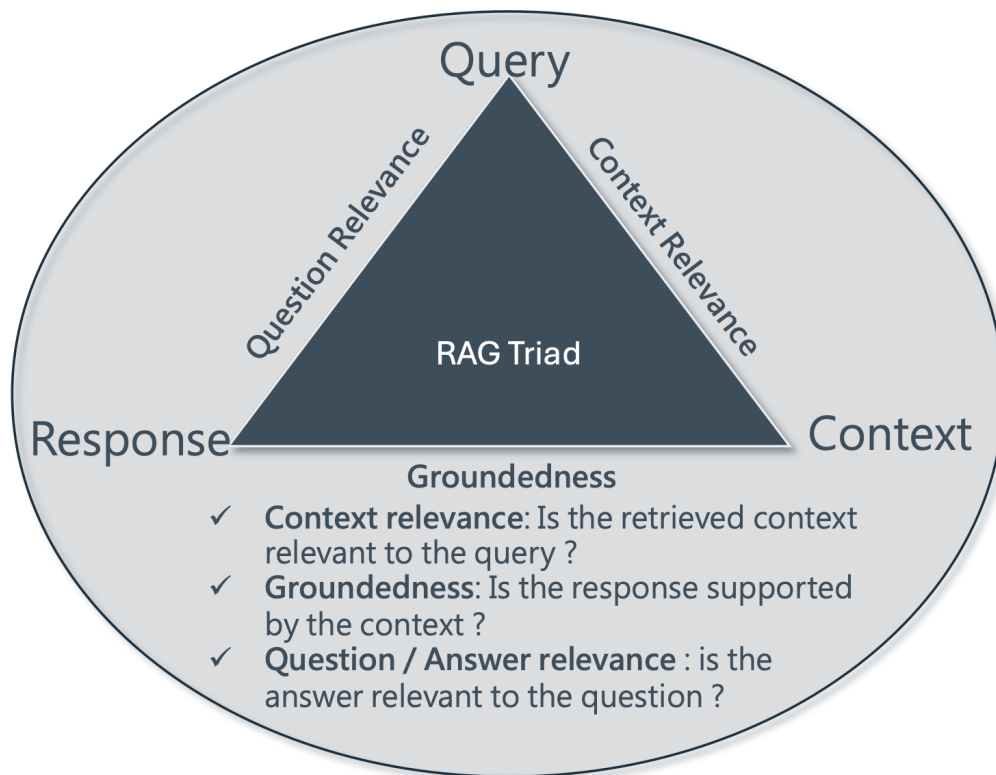 Query
Question Relevance
Context Relevance
RAG Triad
Response
Context
Groundedness
✓ Context relevance: Is the retrieved context
relevant to the query ?
✓ Groundedness: Is the response supported
by the context ?
✓ Question / Answer relevance : is the
answer relevant to the question ?